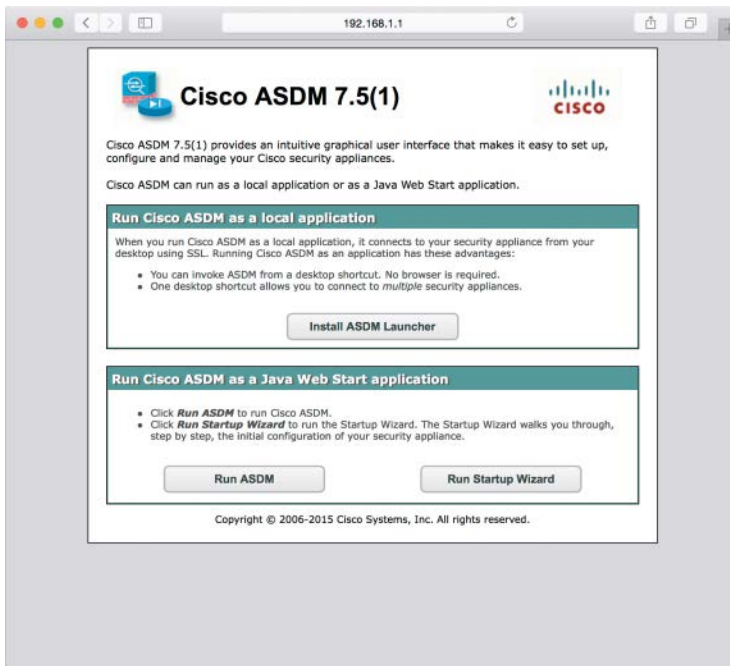 192.168.1.1
Cisco ASDM 7.5(1)
CISCO
Cisco ASDM 7.5(1) provides an intuitive graphical user interface that makes it easy to set up,
configure and manage your Cisco security appliances.
Cisco ASDM can run as a local application or as a Java Web Start application.
Run Cisco ASDM as a local application
When you run Cisco ASDM as a local application, it connects to your security appliance from your
desktop using SSL. Running Cisco ASDM as an application has these advantages:
• You can invoke ASDM from a desktop shortcut. No browser is required.
• One desktop shortcut allows you to connect to multiple security appliances.
Install ASDM Launcher
Run Cisco ASDM as a Java Web Start application
• Click Run ASDM to run Cisco ASDM.
• Click Run Startup Wizard to run the Startup Wizard. The Startup Wizard walks you through,
step by step, the initial configuration of your security appliance.
Run ASDM
Run Startup Wizard
Copyright © 2006-2015 Cisco Systems, Inc. All rights reserved.